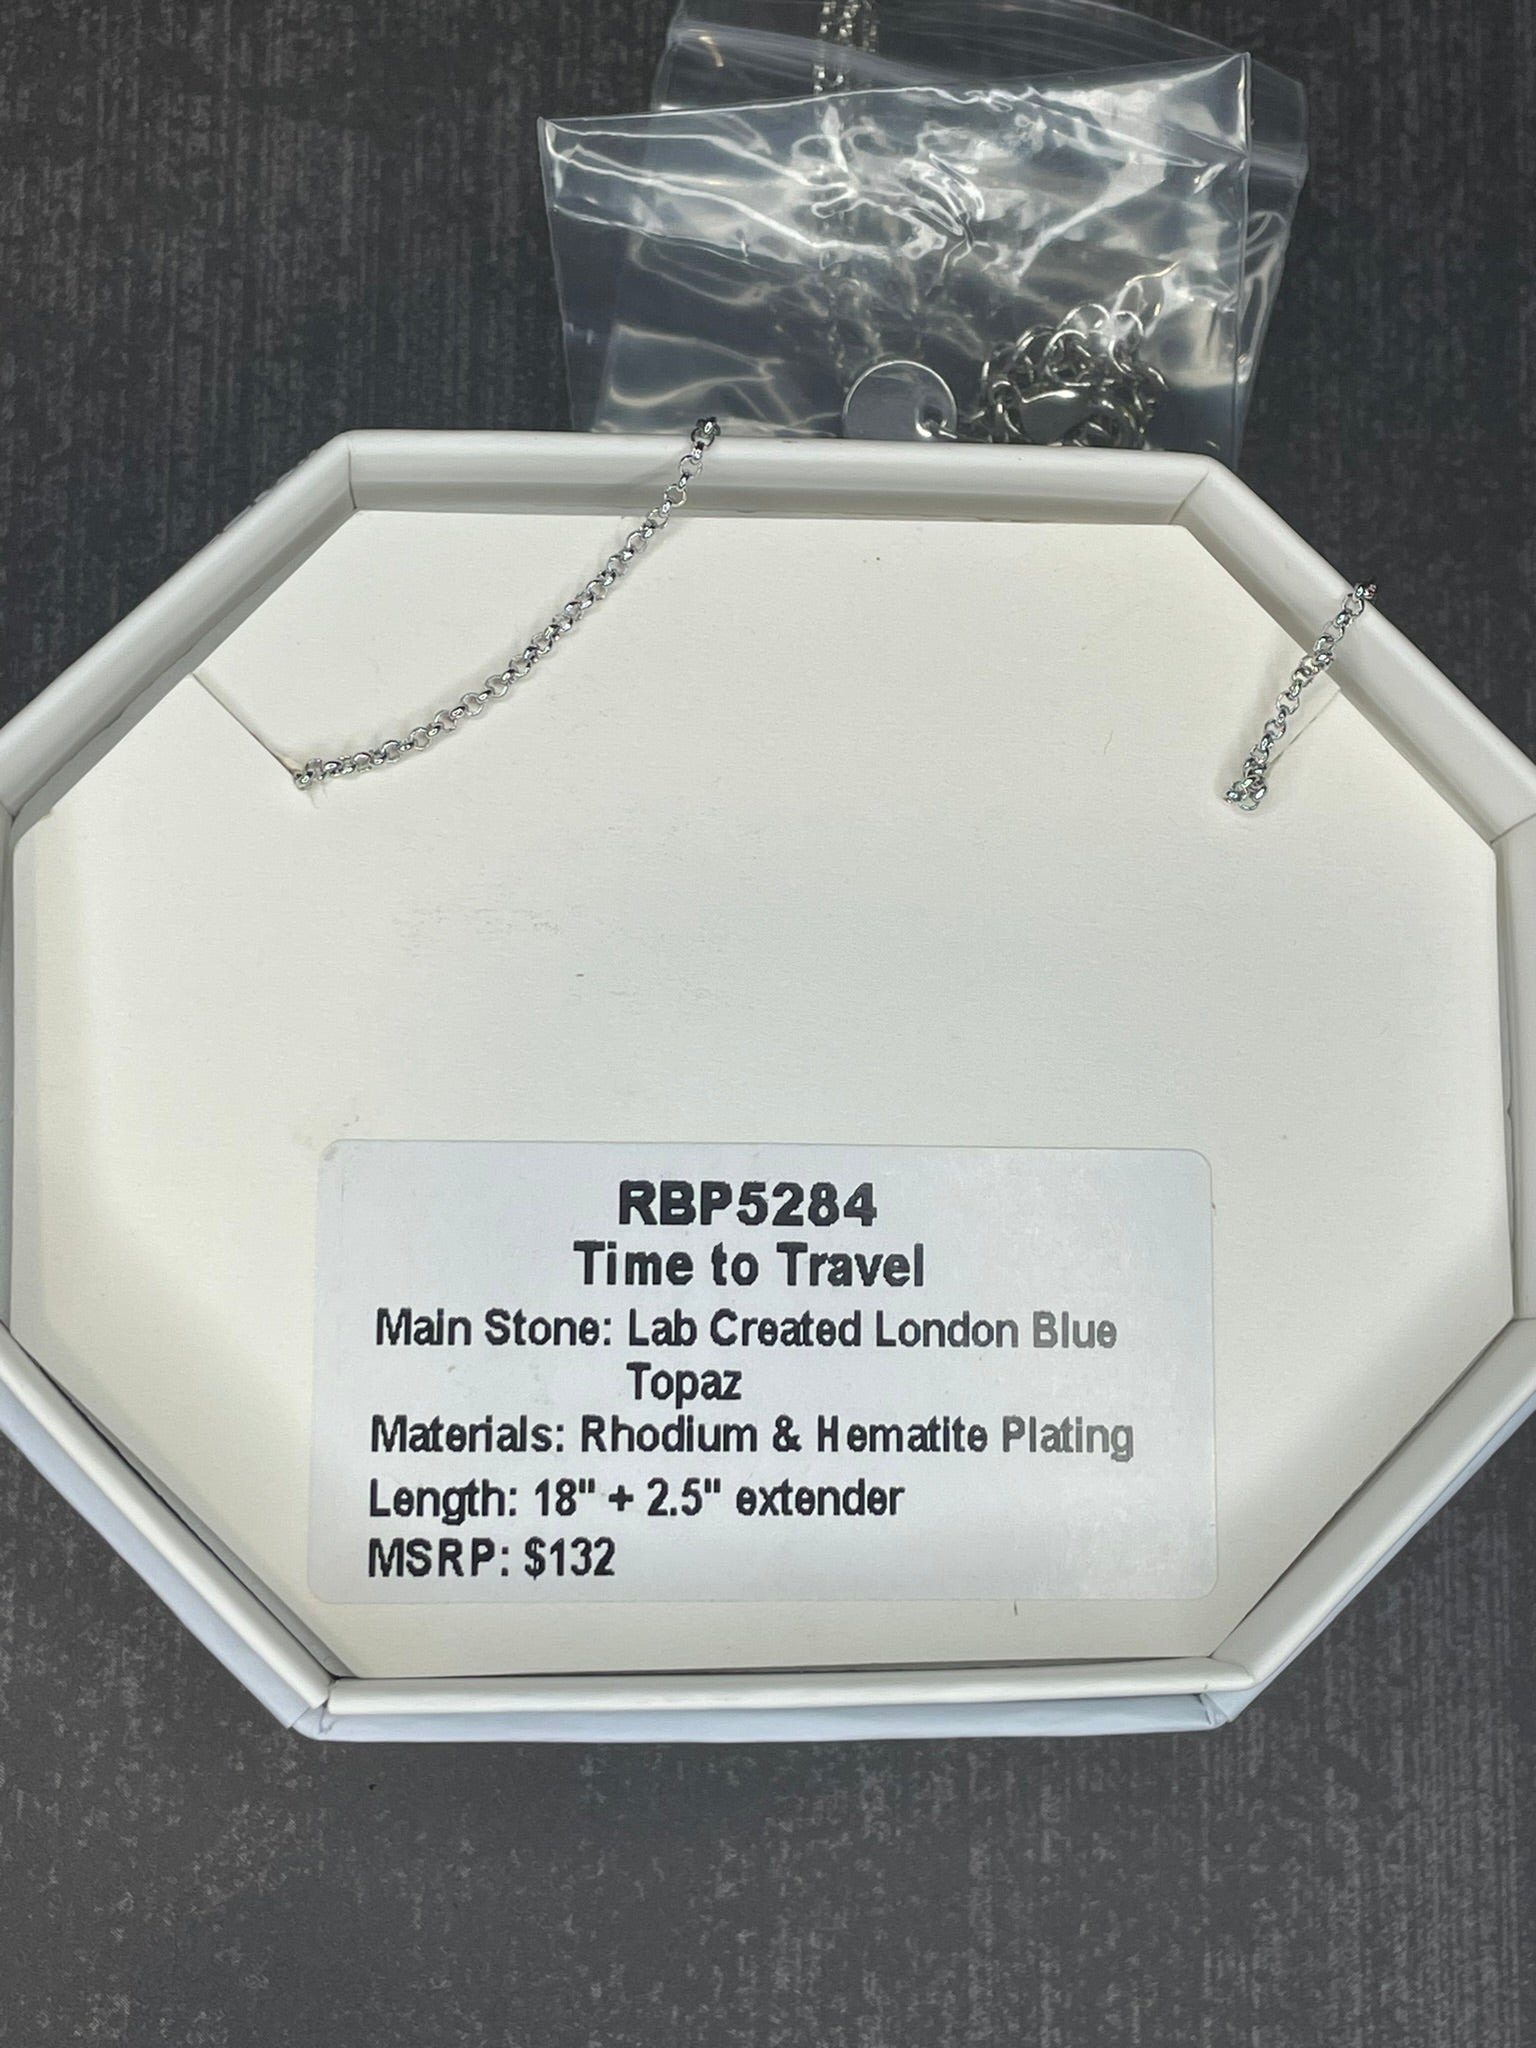 RBP5284
Time to Travel
Main Stone: Lab Created London Blue
Topaz
Materials: Rhodium & Hematite Plating
Length: 18" + 2.5" extender
MSRP: $132